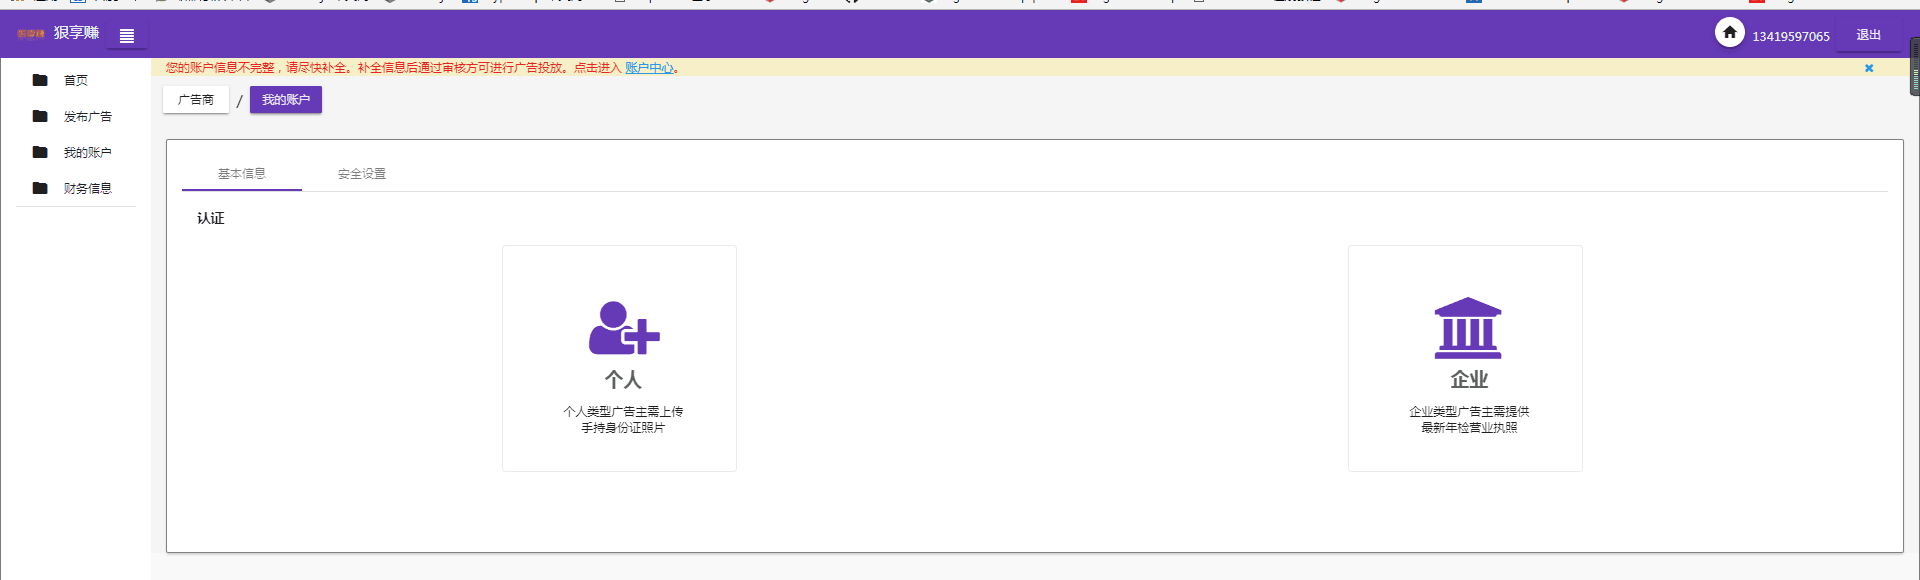 狠享赚
13419597065
退出
您的账户信息不完整，请尽快补全。补全信息后通过审核方可进行广告投放。点击进入 账户中心。
首页
发布广告
我的账户
财务信息
广告商 / 我的账户
基本信息
安全设置
认证
个人
个人类型广告主需上传
手持身份证照片
企业
企业类型广告主需提供
最新年检营业执照